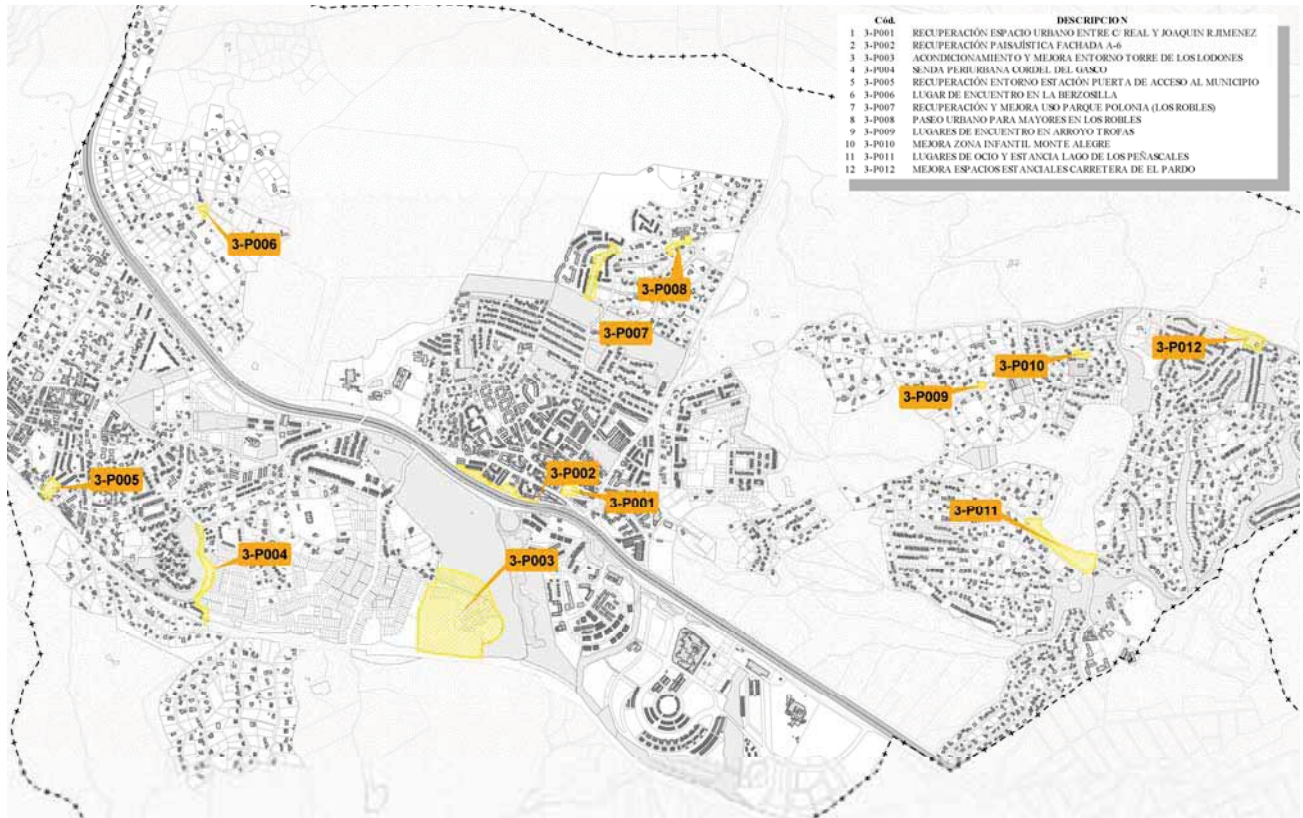 Cód. DESCRIPCION
1 3-P001 RECUPERACIÓN ESPACIO URBANO ENTRE C/ REAL Y JOAQUIN R.JIMENEZ
2 3-P002 RECUPERACIÓN PAISAJÍSTICA FACHADA A-6
3 3-P003 ACONDICIONAMIENTO Y MEJORA ENTORNO TORRE DE LOS LODONES
4 3-P004 SENDA PERIURBANA CORDEL DEL GASCO
5 3-P005 RECUPERACIÓN ENTORNO ESTACIÓN PUERTA DE ACCESO AL MUNICIPIO
6 3-P006 LUGAR DE ENCUENTRO EN LA BERZOSILLA
7 3-P007 RECUPERACIÓN Y MEJORA USO PARQUE POLONIA (LOS ROBLES)
8 3-P008 PASEO URBANO PARA MAYORES EN LOS ROBLES
9 3-P009 LUGARES DE ENCUENTRO EN ARROYO TROFAS
10 3-P010 MEJORA ZONA INFANTIL MONTE ALEGRE
11 3-P011 LUGARES DE OCIO Y ESTANCIA LAGO DE LOS PEÑASCALES
12 3-P012 MEJORA ESPACIOS ESTANCIALES CARRETERA DE EL PARDO
3-P006
3-P008
3-P007
3-P012
3-P010
3-P009
3-P002
3-P005
3-P001
3-P011
3-P004
3-P003